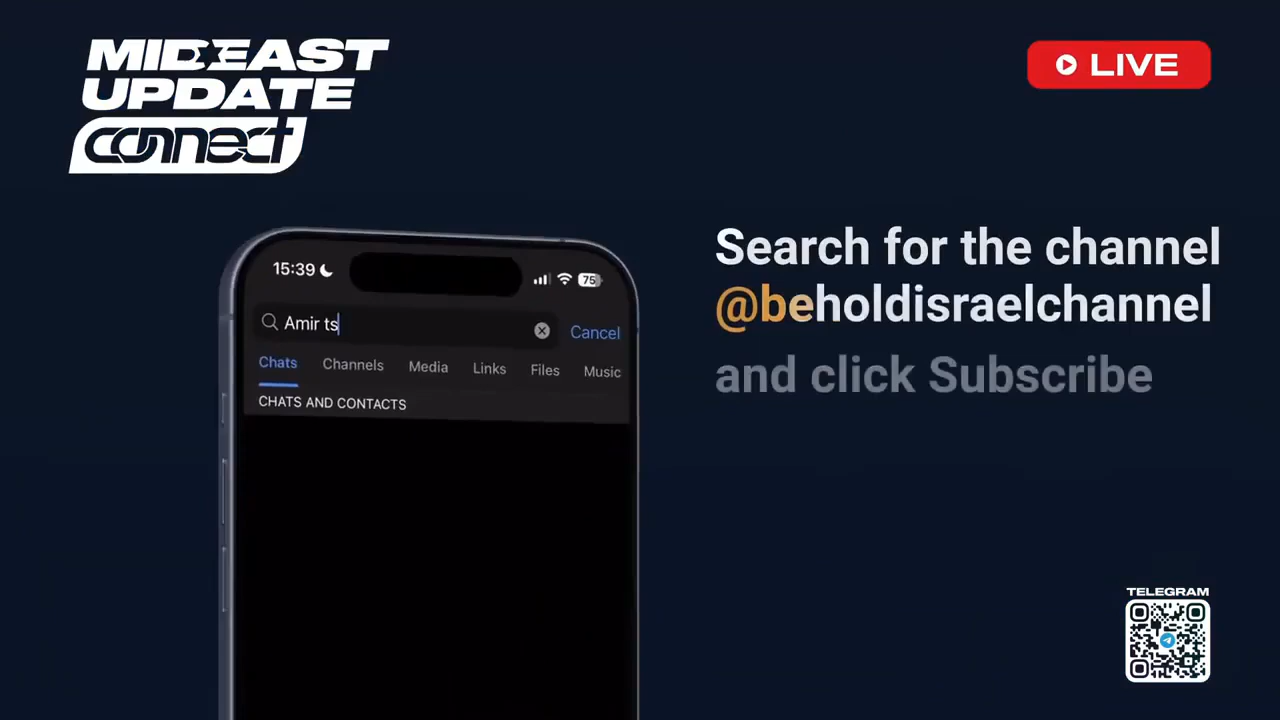 MIDEAST
UPDATE
connect
LIVE
Search for the channel
@beholdisraelchannel
and click Subscribe
15:39
75
Amir ts
Cancel
Chats Channels Media Links Files Music
CHATS AND CONTACTS
TELEGRAM